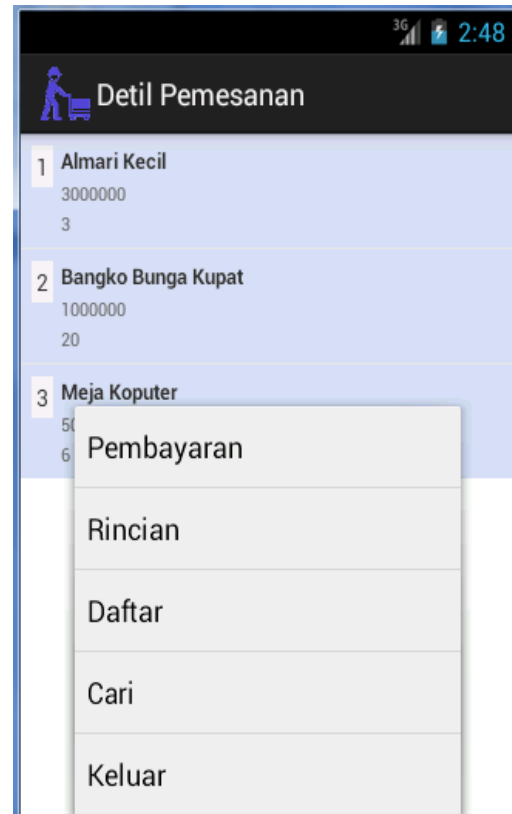 3G 2:48
Detil Pemesanan
1 Almari Kecil
3000000
3
2 Bangko Bunga Kupat
1000000
20
3 Meja Koputer
6
Pembayaran
Rincian
Daftar
Cari
Keluar